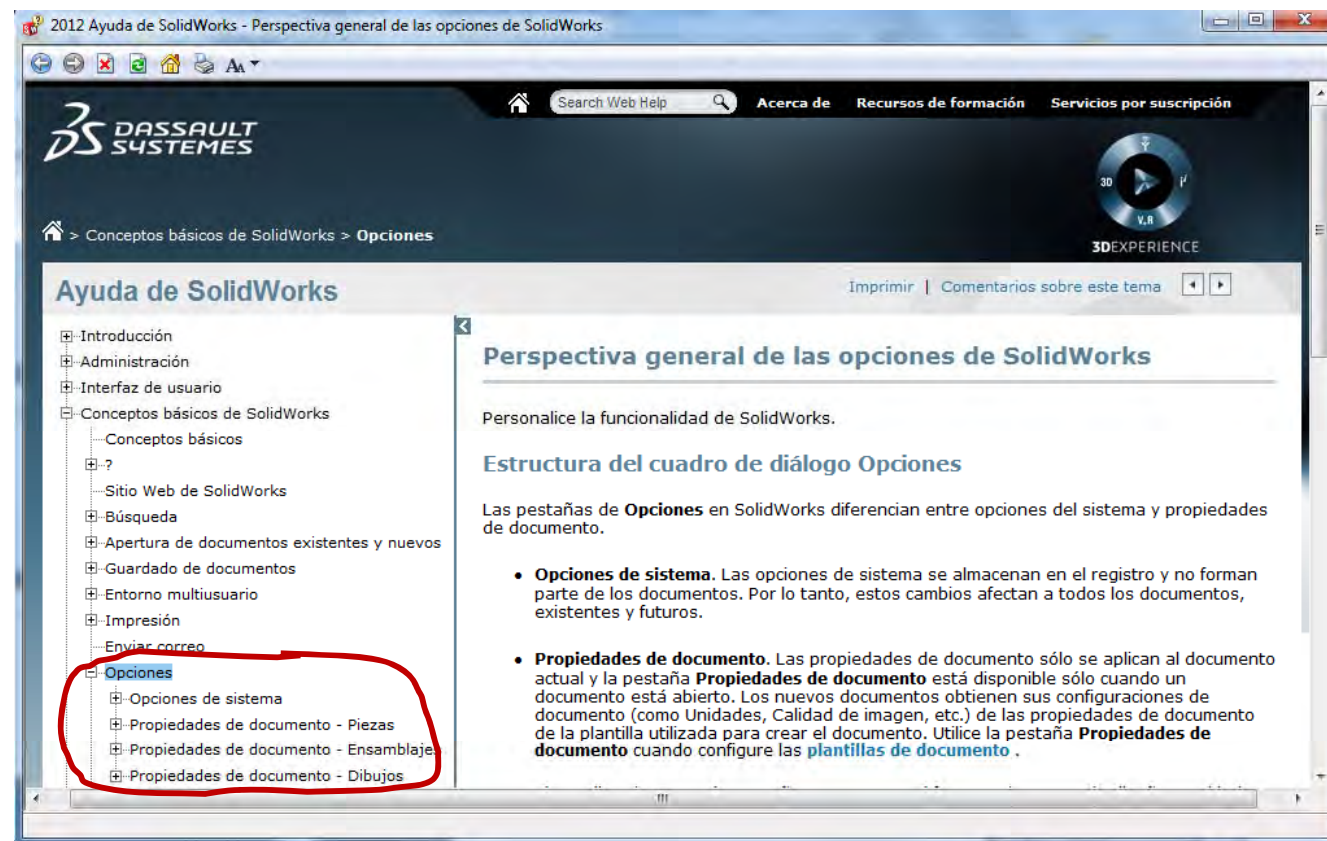 2012 Ayuda de SolidWorks - Perspectiva general de las opciones de SolidWorks
Search Web Help
Acerca de
Recursos de formación
Servicios por suscripción
DASSAULT
SYSTEMES
3D
i²
V.R
3DEXPERIENCE
> Conceptos básicos de SolidWorks > Opciones
Ayuda de SolidWorks
Imprimir | Comentarios sobre este tema
Introducción
Administración
Interfaz de usuario
Conceptos básicos de SolidWorks
Conceptos básicos
?
Sitio Web de SolidWorks
Búsqueda
Apertura de documentos existentes y nuevos
Guardado de documentos
Entorno multiusuario
Impresión
Enviar correo
Opciones
Opciones de sistema
Propiedades de documento - Piezas
Propiedades de documento - Ensamblajes
Propiedades de documento - Dibujos
Perspectiva general de las opciones de SolidWorks
Personalice la funcionalidad de SolidWorks.
Estructura del cuadro de diálogo Opciones
Las pestañas de Opciones en SolidWorks diferencian entre opciones del sistema y propiedades
de documento.
• Opciones de sistema. Las opciones de sistema se almacenan en el registro y no forman
parte de los documentos. Por lo tanto, estos cambios afectan a todos los documentos,
existentes y futuros.
• Propiedades de documento. Las propiedades de documento sólo se aplican al documento
actual y la pestaña Propiedades de documento está disponible sólo cuando un
documento está abierto. Los nuevos documentos obtienen sus configuraciones de
documento (como Unidades, Calidad de imagen, etc.) de las propiedades de documento
de la plantilla utilizada para crear el documento. Utilice la pestaña Propiedades de
documento cuando configure las plantillas de documento .